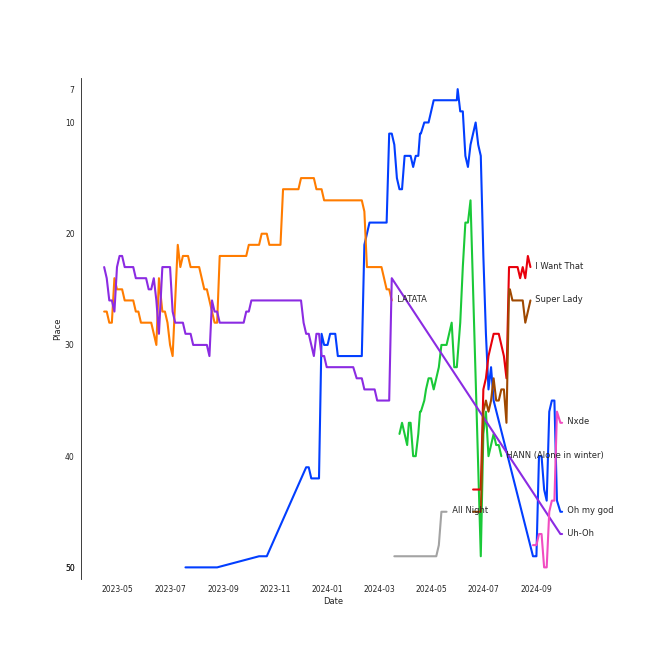 7
10
20
30
40
50
Place
I Want That
Super Lady
LATATA
Nxde
HANN (Alone in winter)
All Night
Oh my god
Uh-Oh
2023-05
2023-07
2023-09
2023-11
2024-01
2024-03
2024-05
2024-07
2024-09
Date